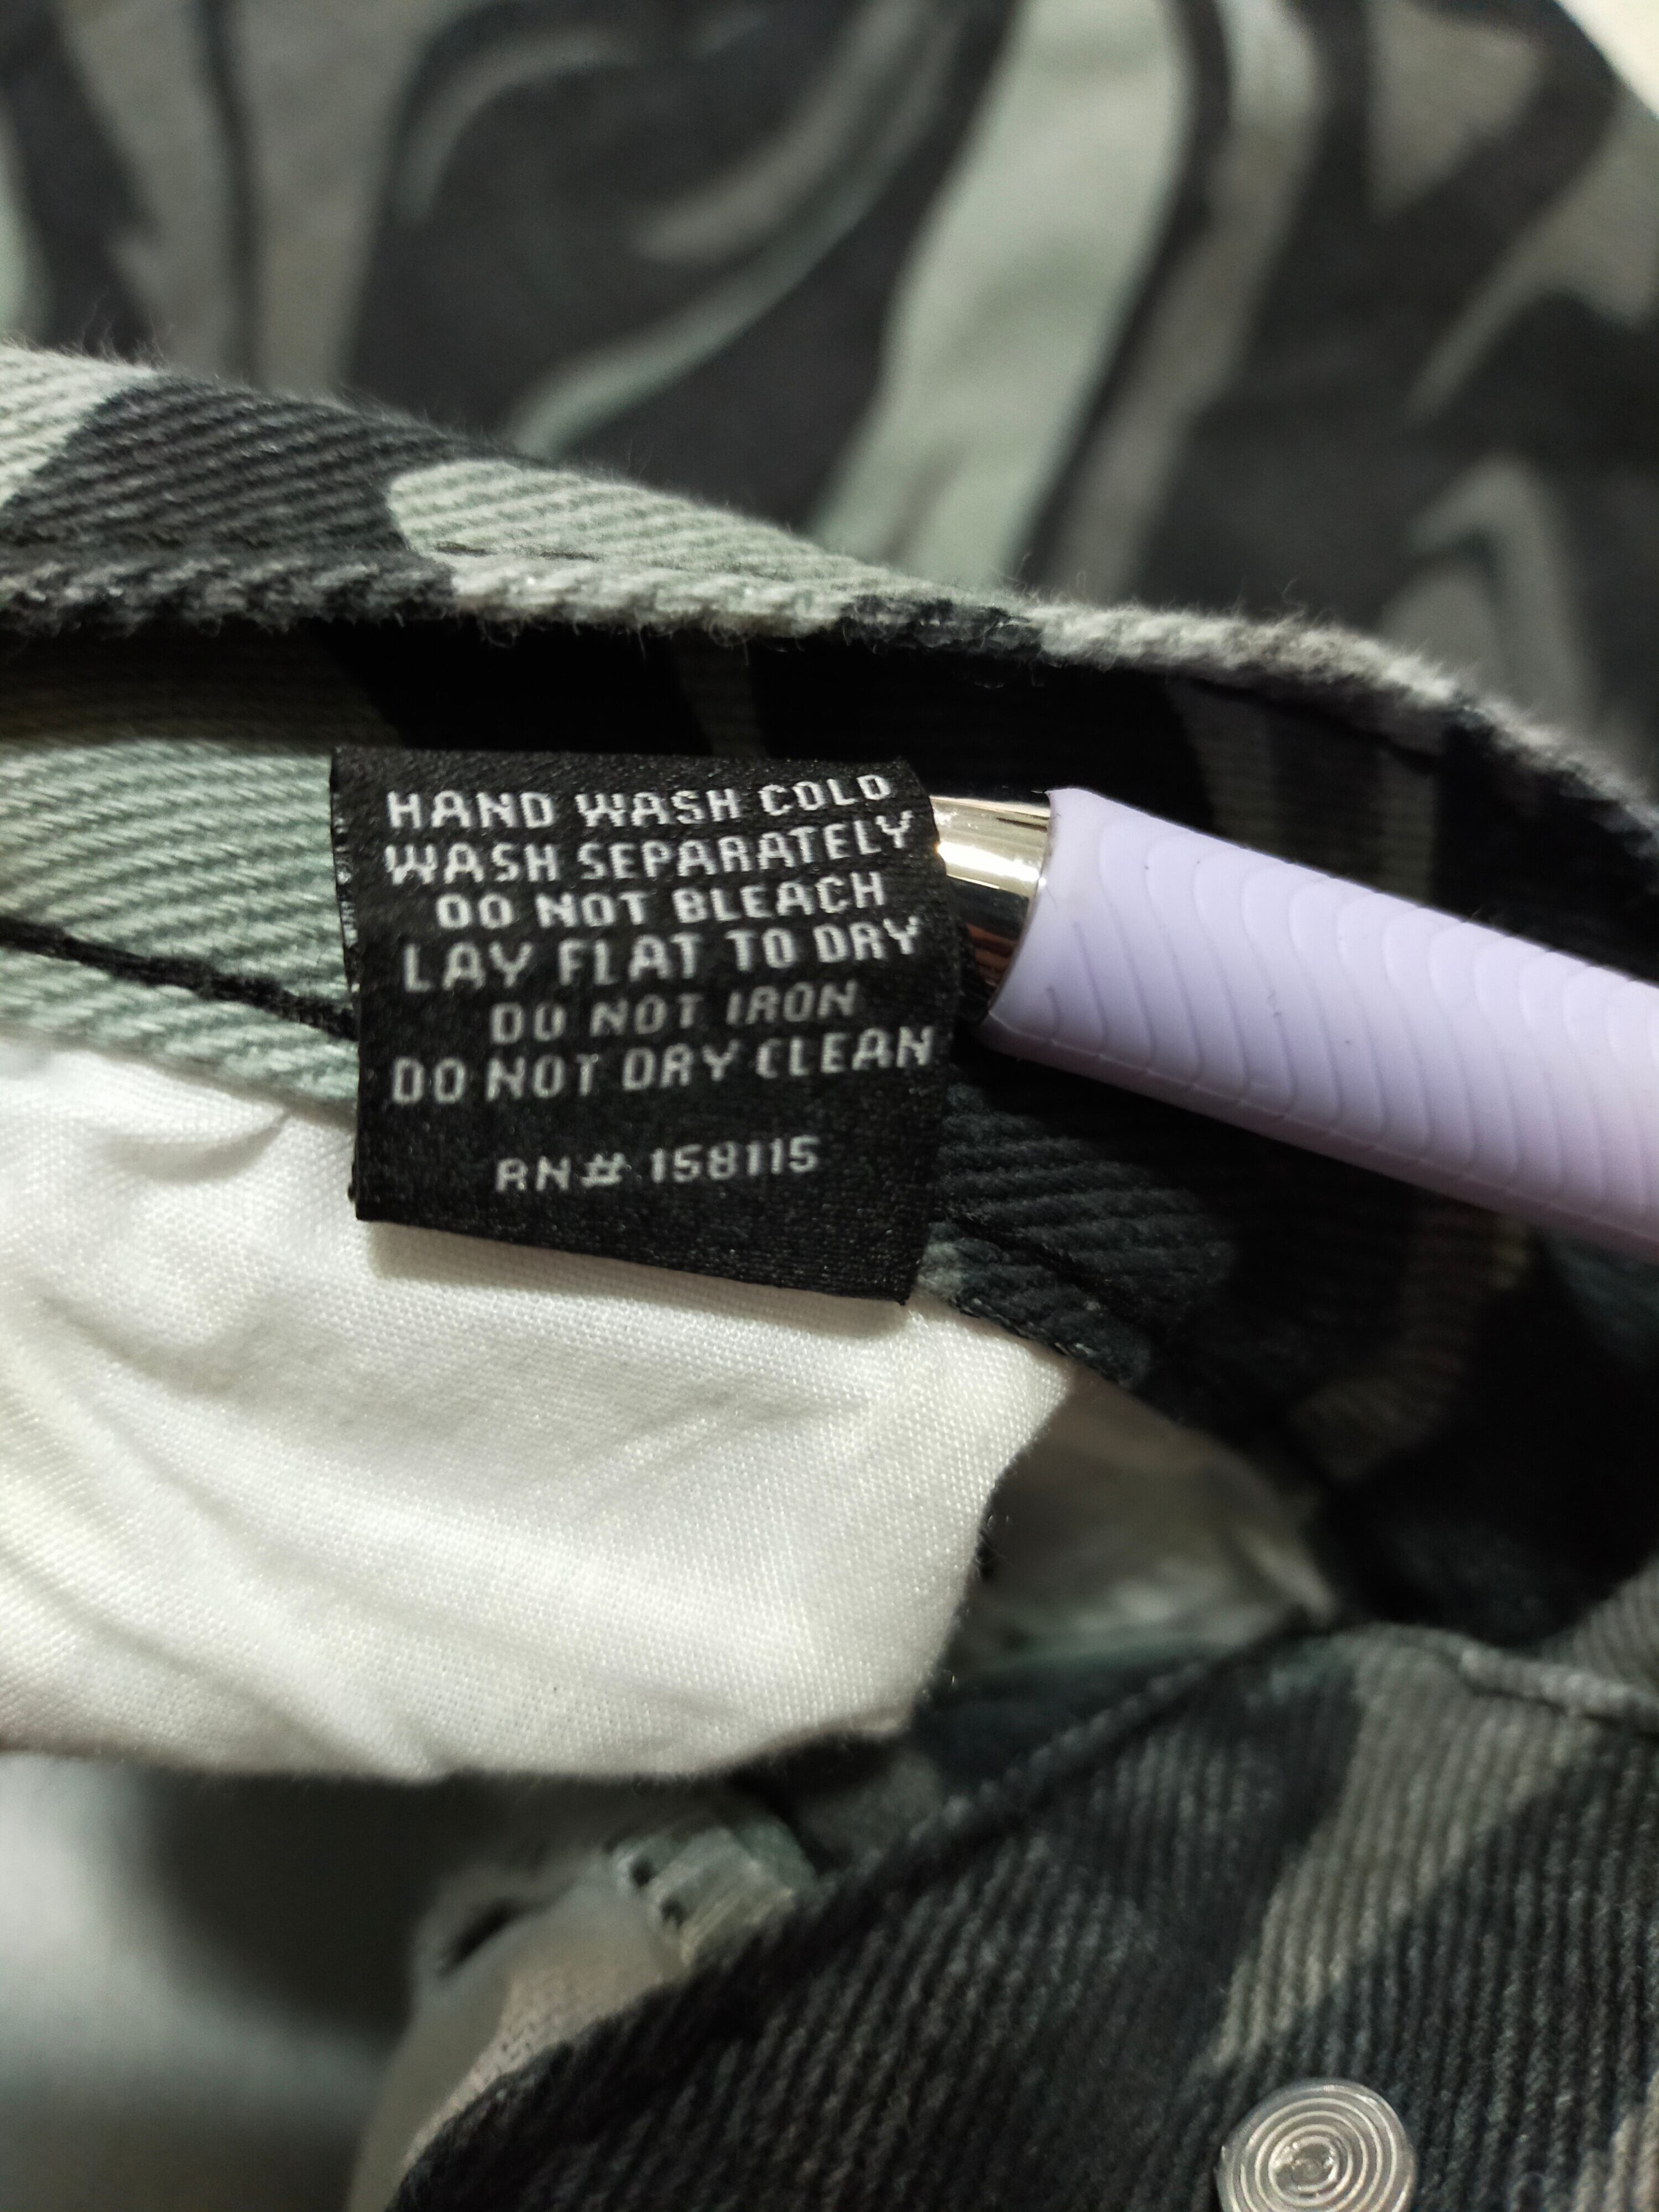 HAND WASH COLD
WASH SEPARATELY
DO NOT BLEACH
LAY FLAT TO DRY
DO NOT IRON
DO NOT DRY CLEAN
RN# 158115